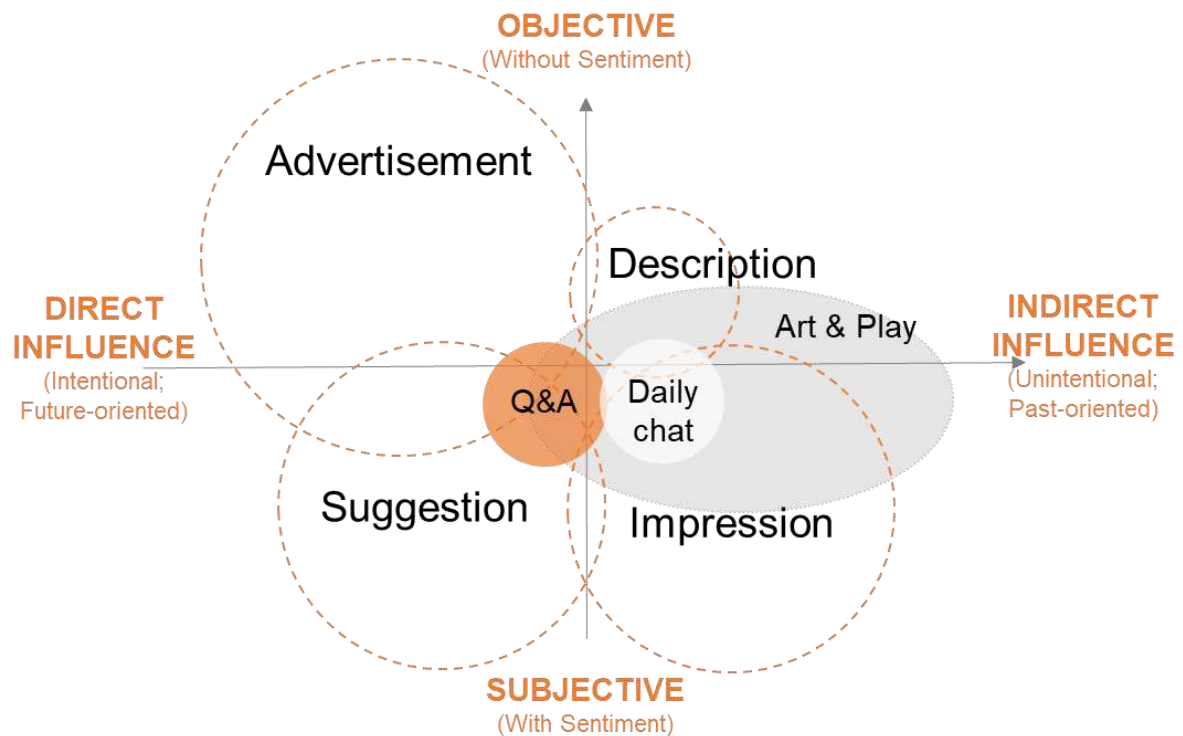 OBJECTIVE
(Without Sentiment)
Advertisement
Description
Art & Play
DIRECT
INFLUENCE
(Intentional;
Future-oriented)
INDIRECT
INFLUENCE
(Unintentional;
Past-oriented)
Q&A
Daily
chat
Suggestion
Impression
SUBJECTIVE
(With Sentiment)